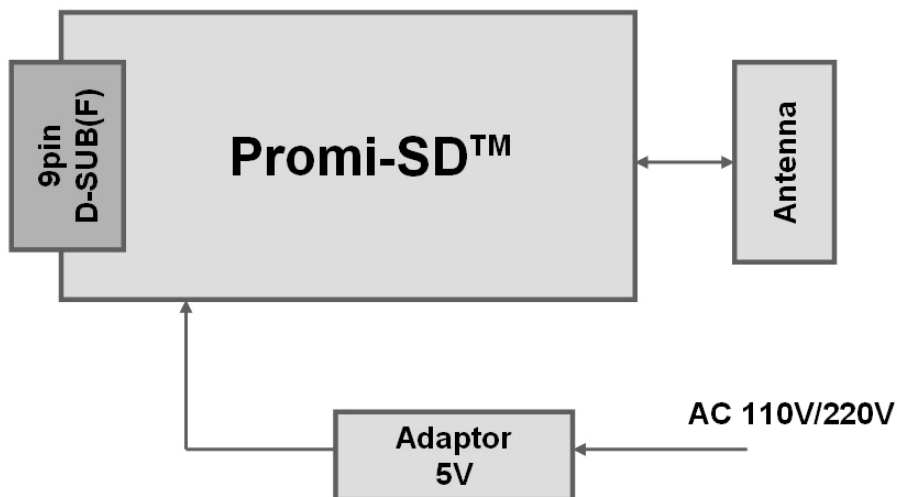 9pin
D-SUB(F)
Promi-SD™
Antenna
AC 110V/220V
Adaptor
5V